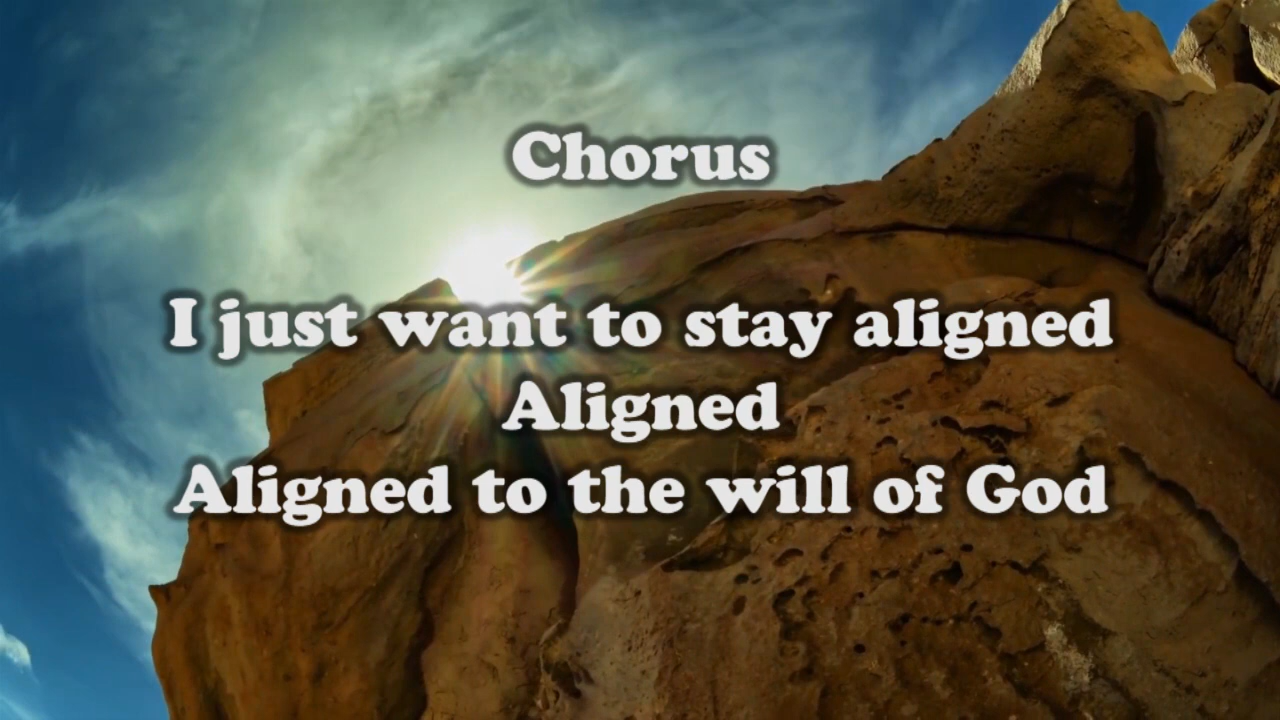 Chorus
I just want to stay aligned
Aligned
Aligned to the will of God